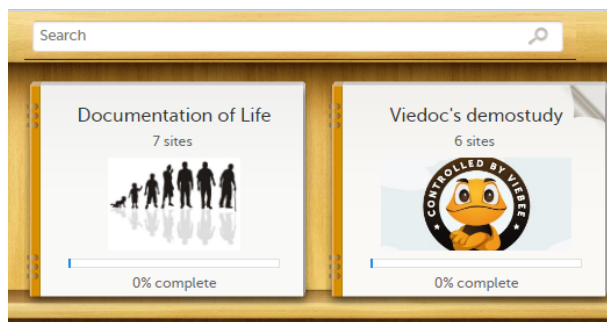 Search
Documentation of Life
7 sites
0% complete
Viedoc's demostudy
6 sites
CONTROLLED BY VIEBEE
0% complete